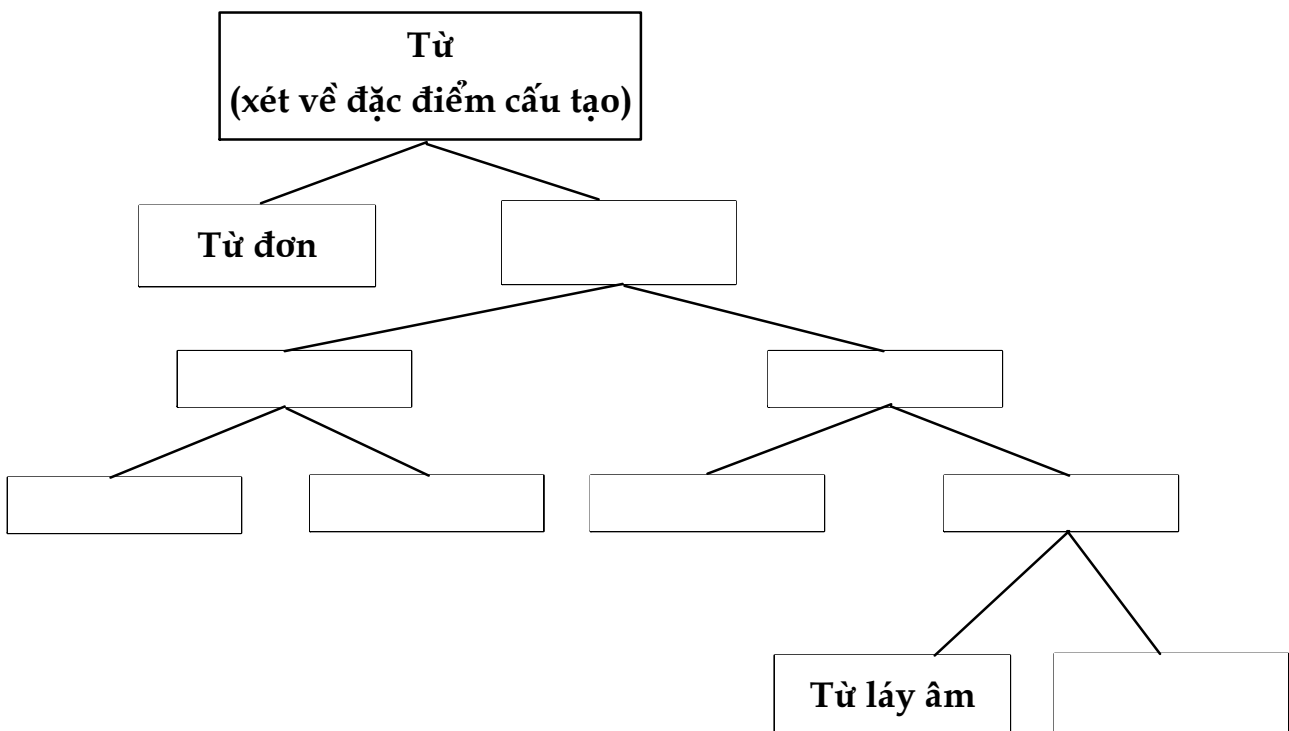 Từ
(xét về đặc điểm cấu tạo)
Từ đơn
Từ láy âm